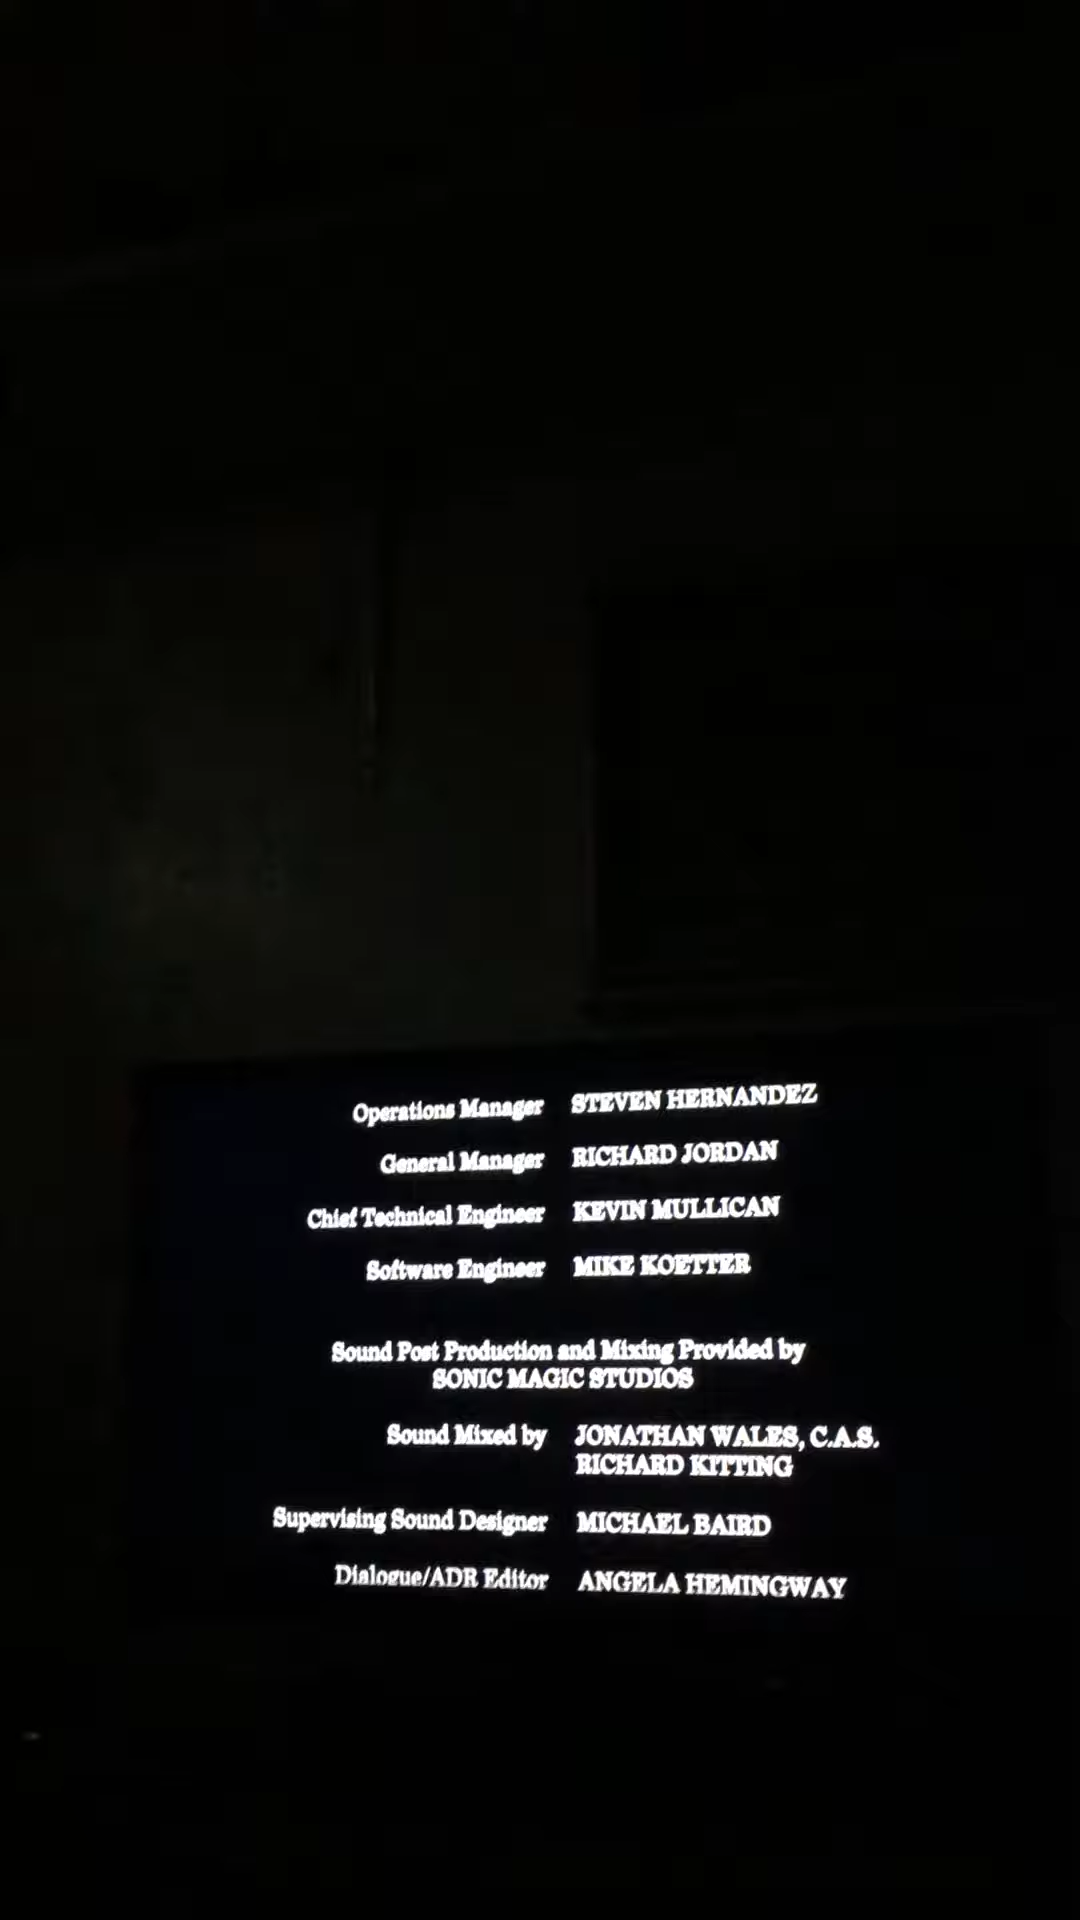 Operations Manager STEVEN HERNANDEZ
General Manager RICHARD JORDAN
Chief Technical Engineer KEVIN MULLICAN
Software Engineer MIKE KOETTER
Sound Post Production and Mixing Provided by
SONIC MAGIC STUDIOS
Sound Mixed by JONATHAN WALES, C.A.S.
RICHARD KITTING
Supervising Sound Designer MICHAEL BAIRD
Dialogue/ADR Editor ANGELA HEMINGWAY